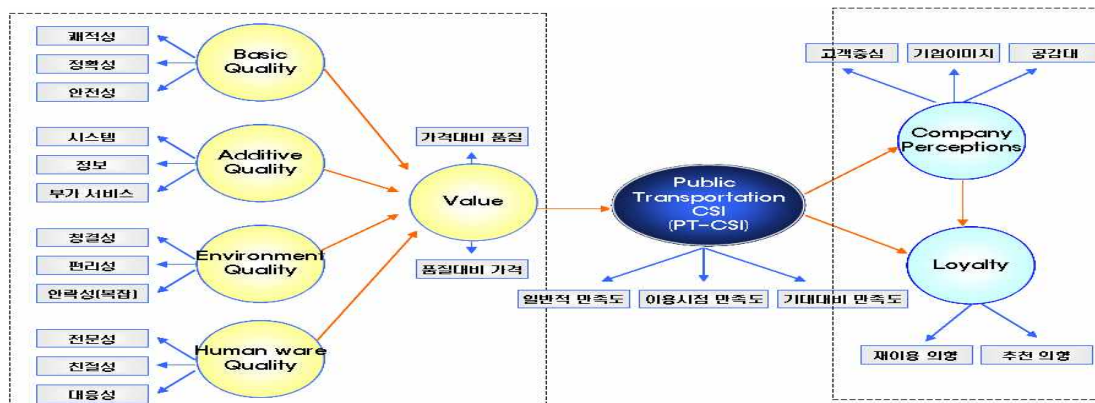 쾌적성
정확성
안전성
Basic
Quality
시스템
정보
부가 서비스
Additive
Quality
청결성
편리성
안락성(복잡)
Environment
Quality
전문성
친절성
대응성
Human ware
Quality
가격대비 품질
Value
품질대비 가격
Public
Transportation
CSI
(PT-CSI)
일반적 만족도
이용시점 만족도
기대대비 만족도
고객중심
기업이미지
공감대
Company
Perceptions
Loyalty
재이용 의향
추천 의향